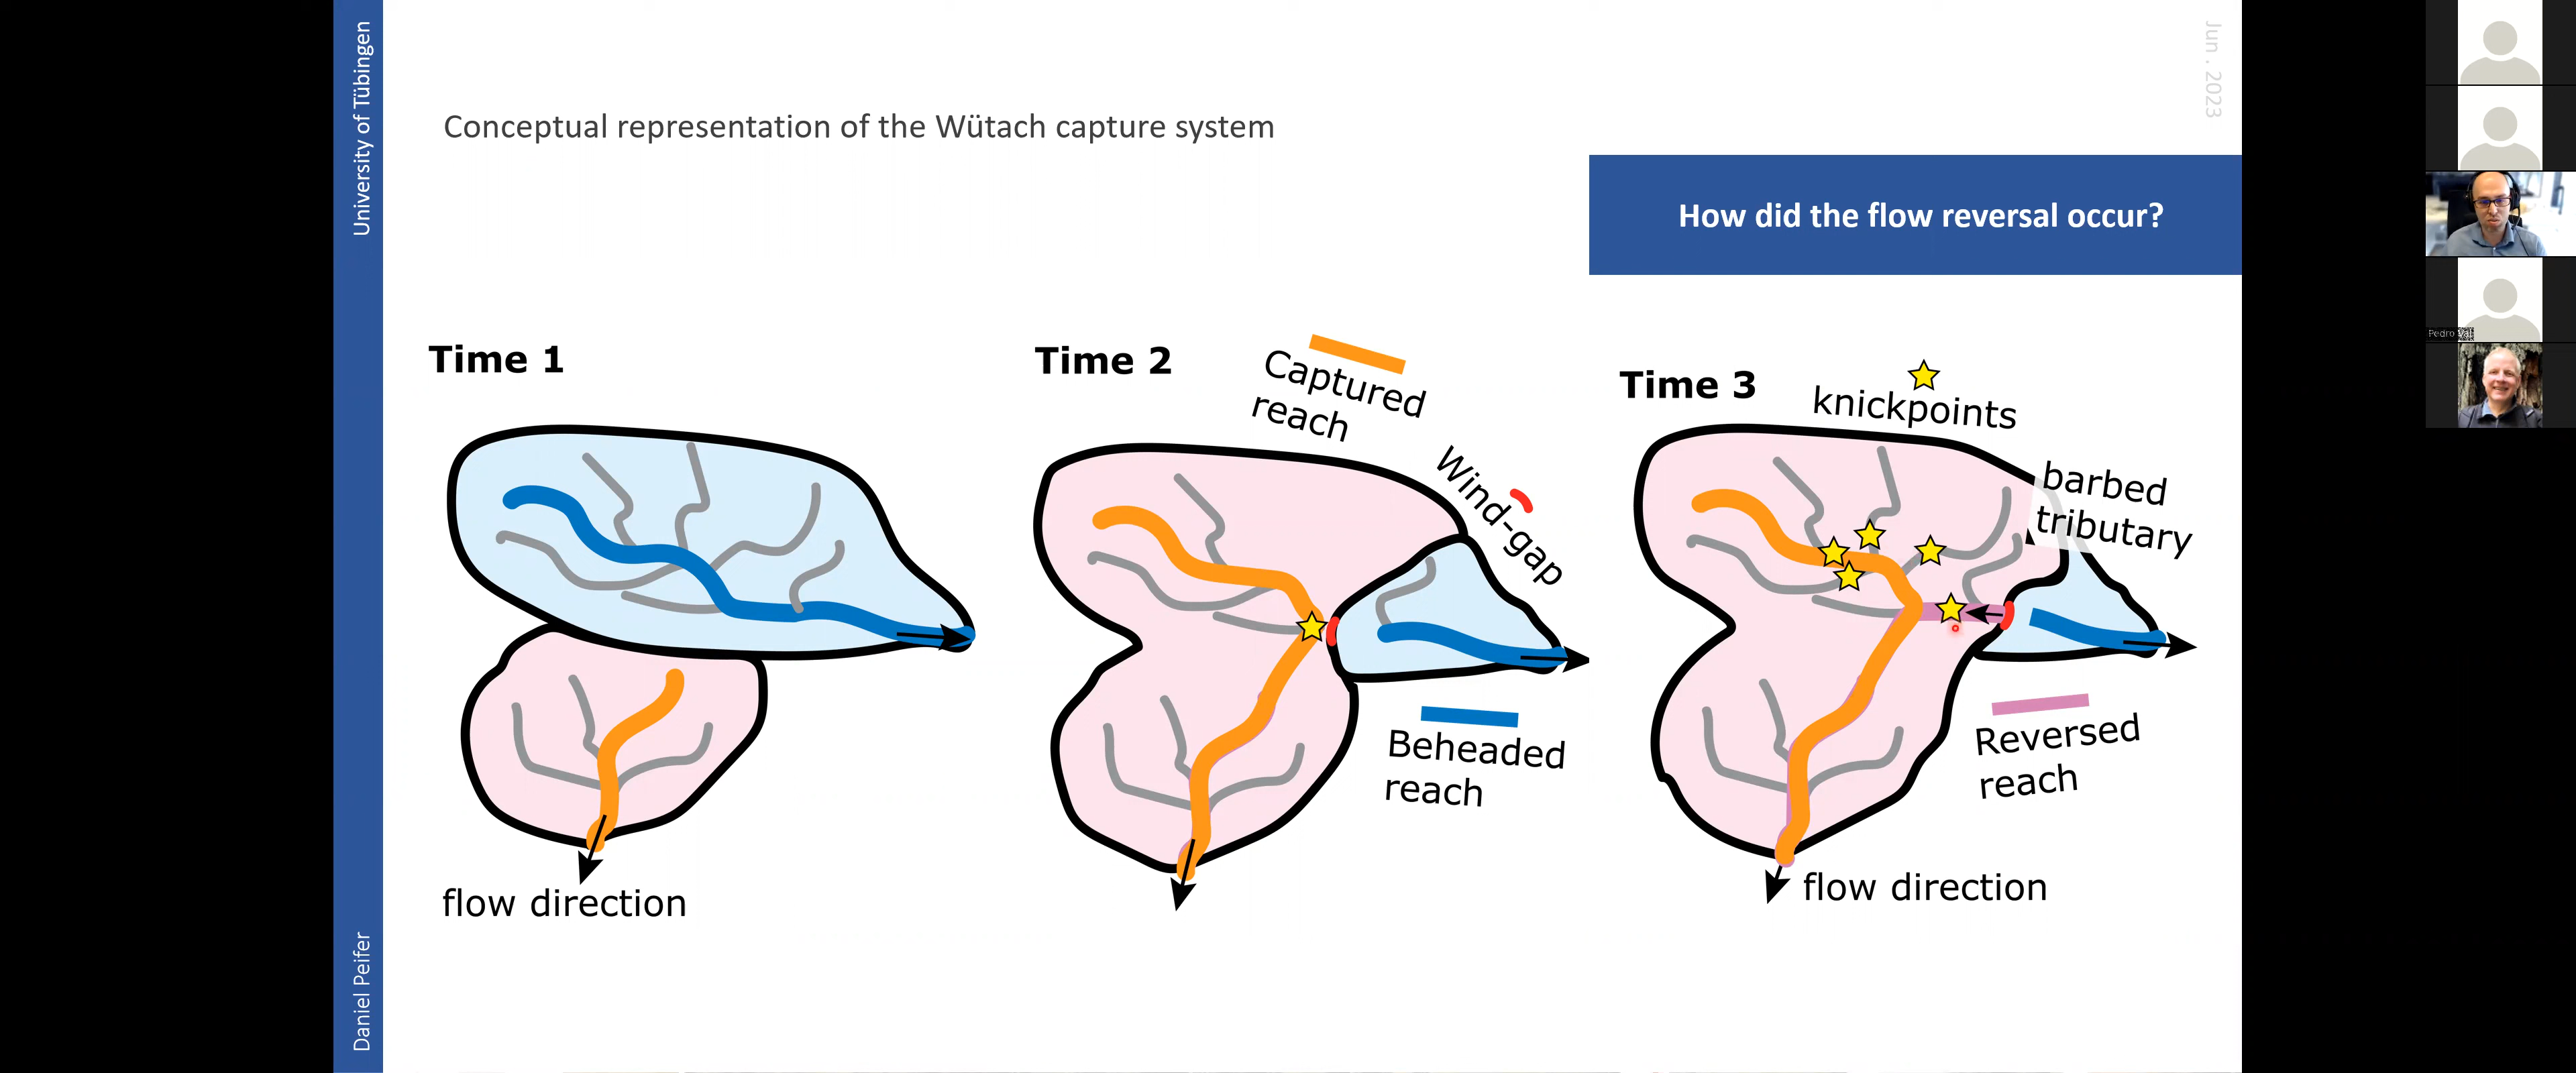 University of Tübingen
Daniel Peifer
Jun . 2023
Conceptual representation of the Wütach capture system
How did the flow reversal occur?
Time 1
flow direction
Time 2
Captured
reach
Wind-gap
Beheaded
reach
Time 3
knickpoints
barbed
tributary
Reversed
reach
flow direction
Pedro Val